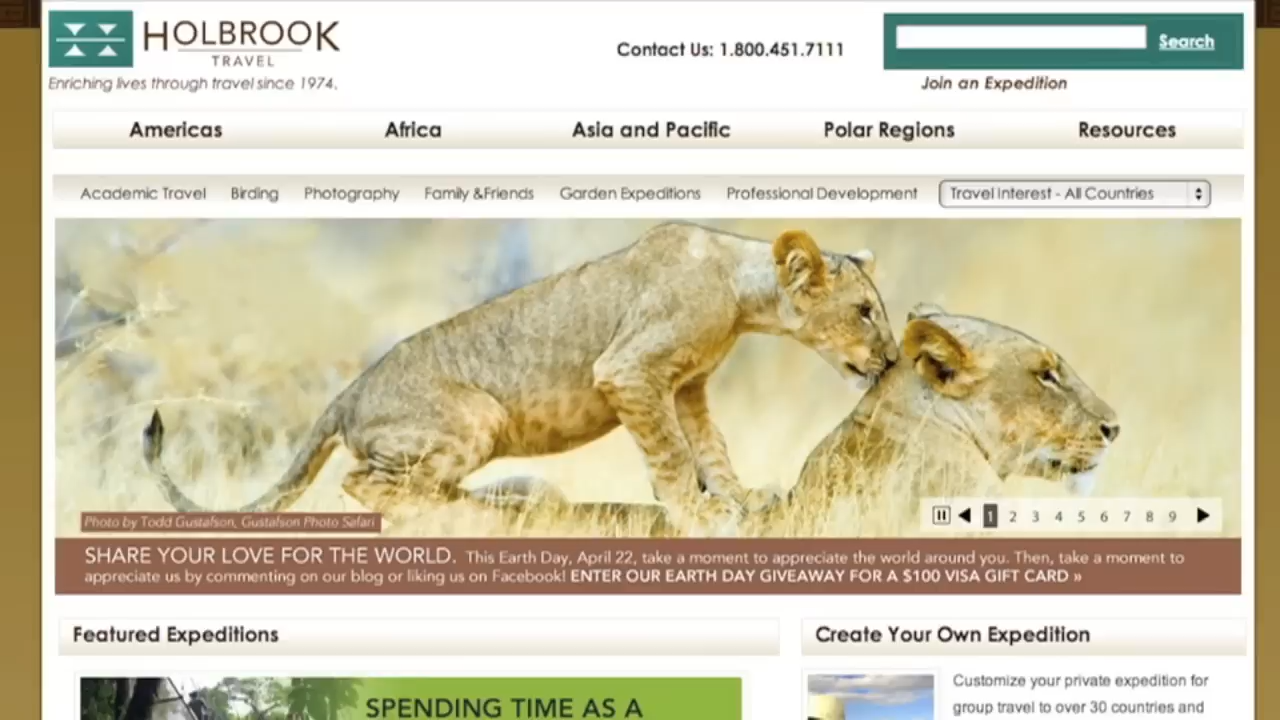 HOLBROOK
TRAVEL
Enriching lives through travel since 1974.
Contact Us: 1.800.451.7111
Search
Join an Expedition
Americas
Africa
Asia and Pacific
Polar Regions
Resources
Academic Travel
Birding
Photography
Family &Friends
Garden Expeditions
Professional Development
Travel Interest - All Countries
Photo by Todd Gustafson, Gustafson Photo Safari
1 2 3 4 5 6 7 8 9
SHARE YOUR LOVE FOR THE WORLD. This Earth Day, April 22, take a moment to appreciate the world around you. Then, take a moment to
appreciate us by commenting on our blog or liking us on Facebook! ENTER OUR EARTH DAY GIVEAWAY FOR A $100 VISA GIFT CARD »
Featured Expeditions
Create Your Own Expedition
SPENDING TIME AS A
Customize your private expedition for
group travel to over 30 countries and